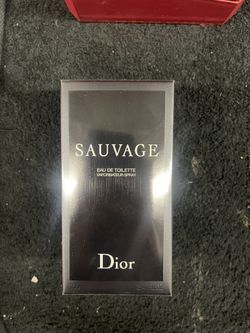 SAUVAGE
EAU DE TOILETTE
VAPORISATEUR SPRAY
Dior